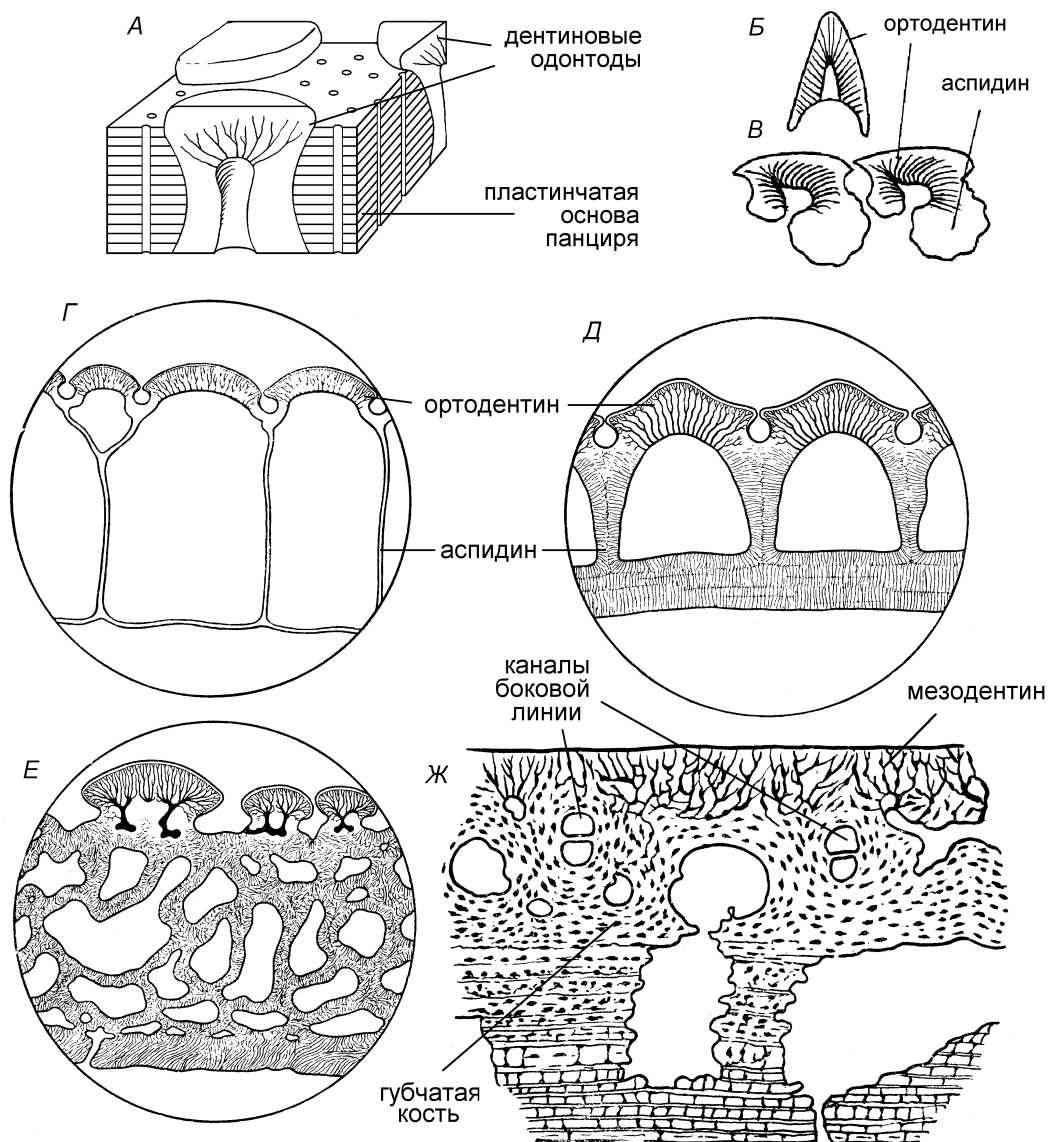 А
дентиновые
одонтоды
пластинчатая
основа
панциря
Б
ортодентин
аспидин
В
Г
Д
ортодентин
аспидин
каналы
боковой
линии
мезодентин
Е
Ж
губчатая
кость